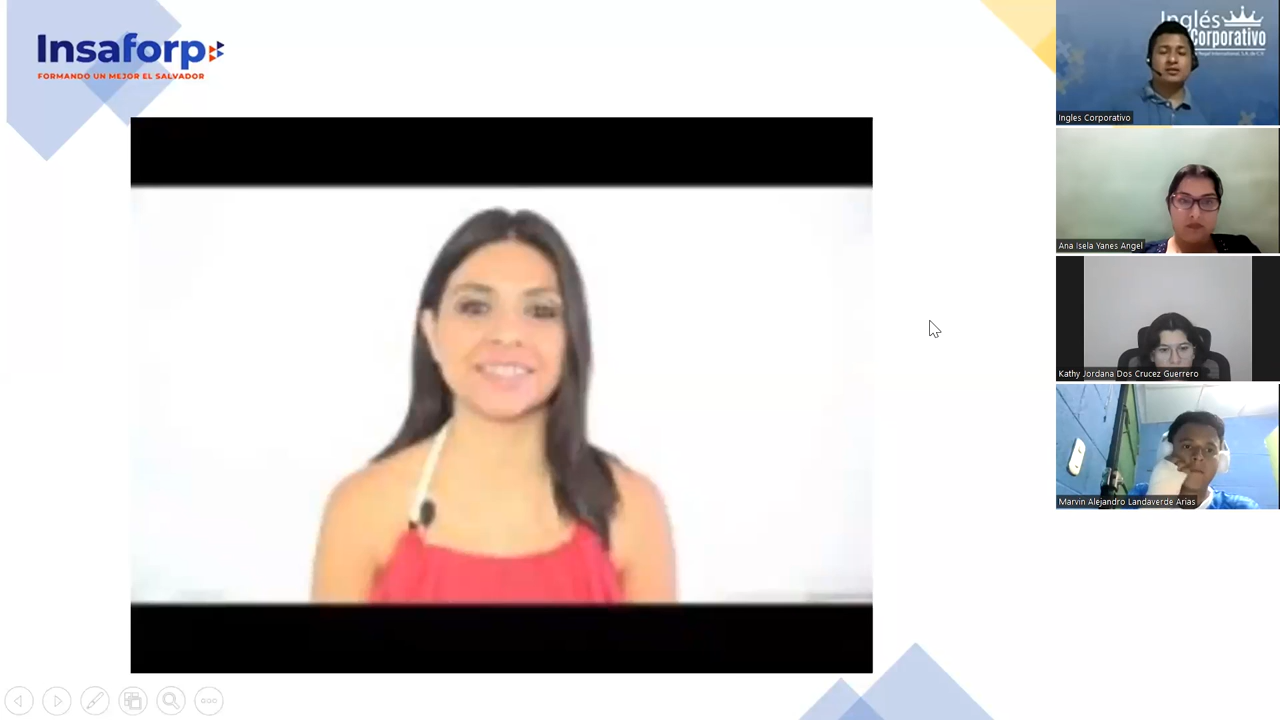 Insaforp
FORMANDO UN MEJOR EL SALVADOR
Inglés
Corporativo
Ingles Corporativo
Ana Isela Yanes Angel
Kathy Jordana Dos Crucez Guerrero
Marvin Alejandro Landaverde Arias